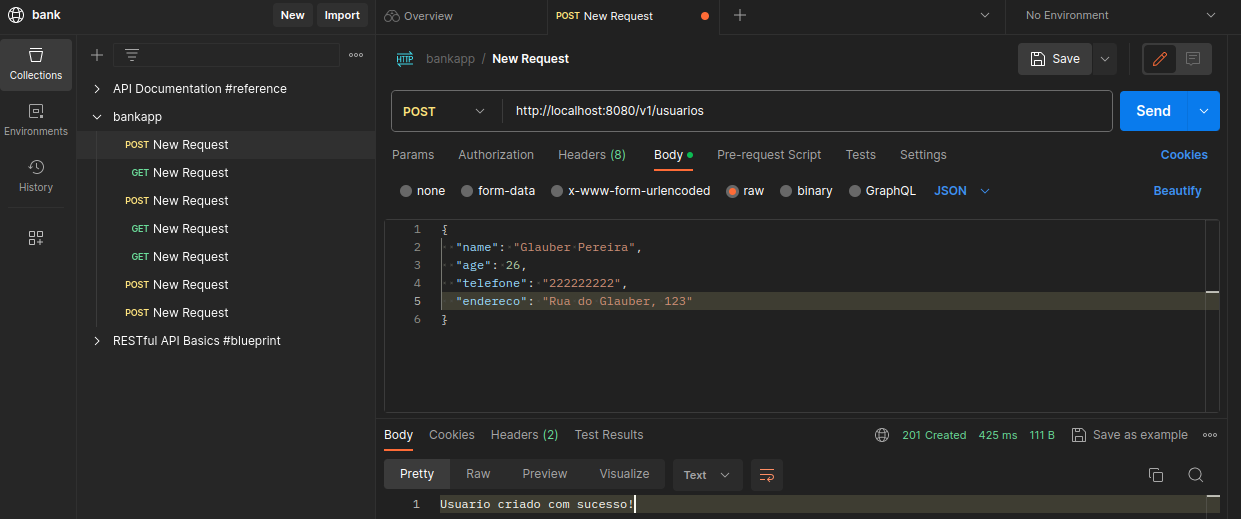 bank
New
Import
Overview
POST New Request
No Environment
Collections
Environments
History
API Documentation #reference
bankapp
POST New Request
GET New Request
POST New Request
GET New Request
GET New Request
POST New Request
POST New Request
RESTful API Basics #blueprint
HTTP bankapp / New Request
Save
POST http://localhost:8080/v1/usuarios
Send
Params Authorization Headers (8) Body Pre-request Script Tests Settings Cookies
none form-data x-www-form-urlencoded raw binary GraphQL JSON Beautify
1 {
2 "name": "Glauber Pereira",
3 "age": 26,
4 "telefone": "222222222",
5 "endereco": "Rua do Glauber, 123"
6 }
Body Cookies Headers (2) Test Results 201 Created 425 ms 111 B Save as example
Pretty Raw Preview Visualize Text
1 Usuario criado com sucesso!